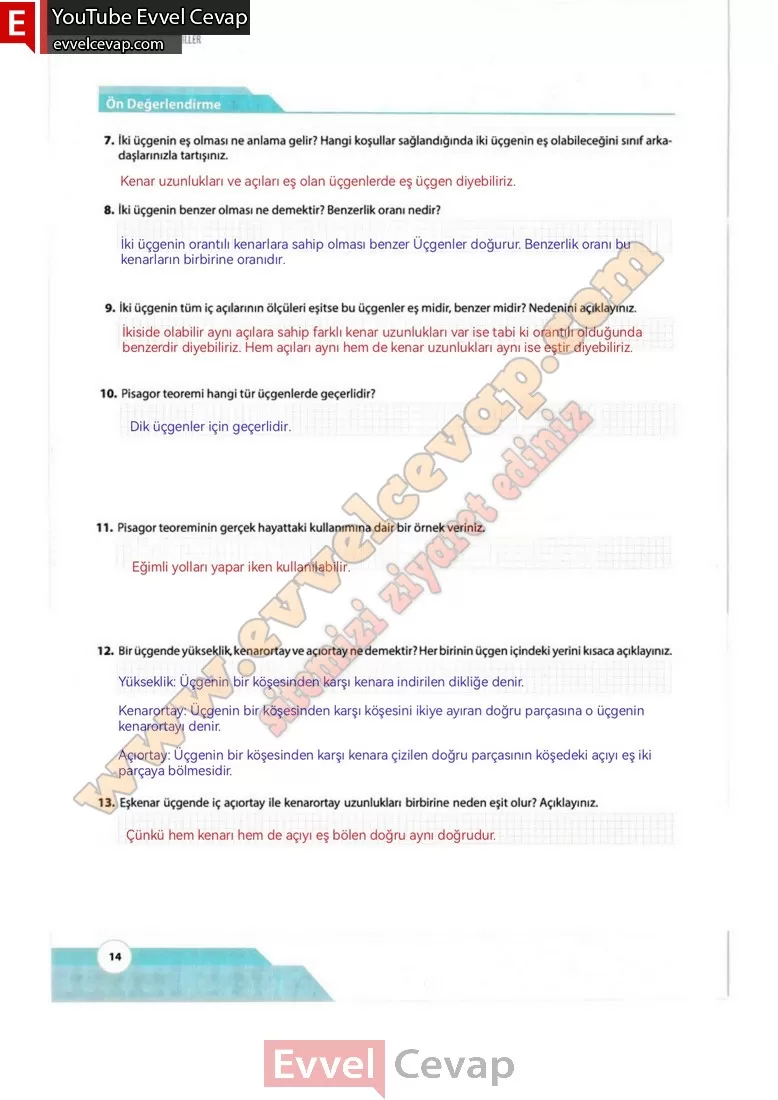 E YouTube Evvel Cevap
evvelcevap.com
Ön Değerlendirme
7. İki üçgenin eş olması ne anlama gelir? Hangi koşullar sağlandığında iki üçgenin eş olabileceğini sınıf arka-
daşlarınızla tartışınız.
Kenar uzunlukları ve açıları eş olan üçgenlerde eş üçgen diyebiliriz.
8. İki üçgenin benzer olması ne demektir? Benzerlik oranı nedir?
İki üçgenin orantılı kenarlara sahip olması benzer Üçgenler doğurur. Benzerlik oranı bu
kenarların birbirine oranıdır.
9. İki üçgenin tüm iç açılarının ölçüleri eşitse bu üçgenler eş midir, benzer midir? Nedenini açıklayınız.
İkiside olabilir aynı açılara sahip farklı kenar uzunlukları var ise tabi ki orantılı olduğunda
benzerdir diyebiliriz. Hem açıları aynı hem de kenar uzunlukları aynı ise eştir diyebiliriz.
10. Pisagor teoremi hangi tür üçgenlerde geçerlidir?
Dik üçgenler için geçerlidir.
11. Pisagor teoreminin gerçek hayattaki kullanımına dair bir örnek veriniz.
Eğimli yolları yapar iken kullanılabilir.
12. Bir üçgende yükseklik, kenarortay ve açıortay ne demektir? Her birinin üçgen içindeki yerini kısaca açıklayınız.
Yükseklik: Üçgenin bir köşesinden karşı kenara indirilen dikliğe denir.
Kenarortay: Üçgenin bir köşesinden karşı köşesini ikiye ayıran doğru parçasına o üçgenin
kenarortayı denir.
Açıortay: Üçgenin bir köşesinden karşı kenara çizilen doğru parçasının köşedeki açıyı eş iki
parçaya bölmesidir.
13. Eşkenar üçgende iç açıortay ile kenarortay uzunlukları birbirine neden eşit olur? Açıklayınız.
Çünkü hem kenarı hem de açıyı eş bölen doğru aynı doğrudur.
www.evvelcevap.com
sitemizi ziyaret ediniz
14
Evvel Cevap